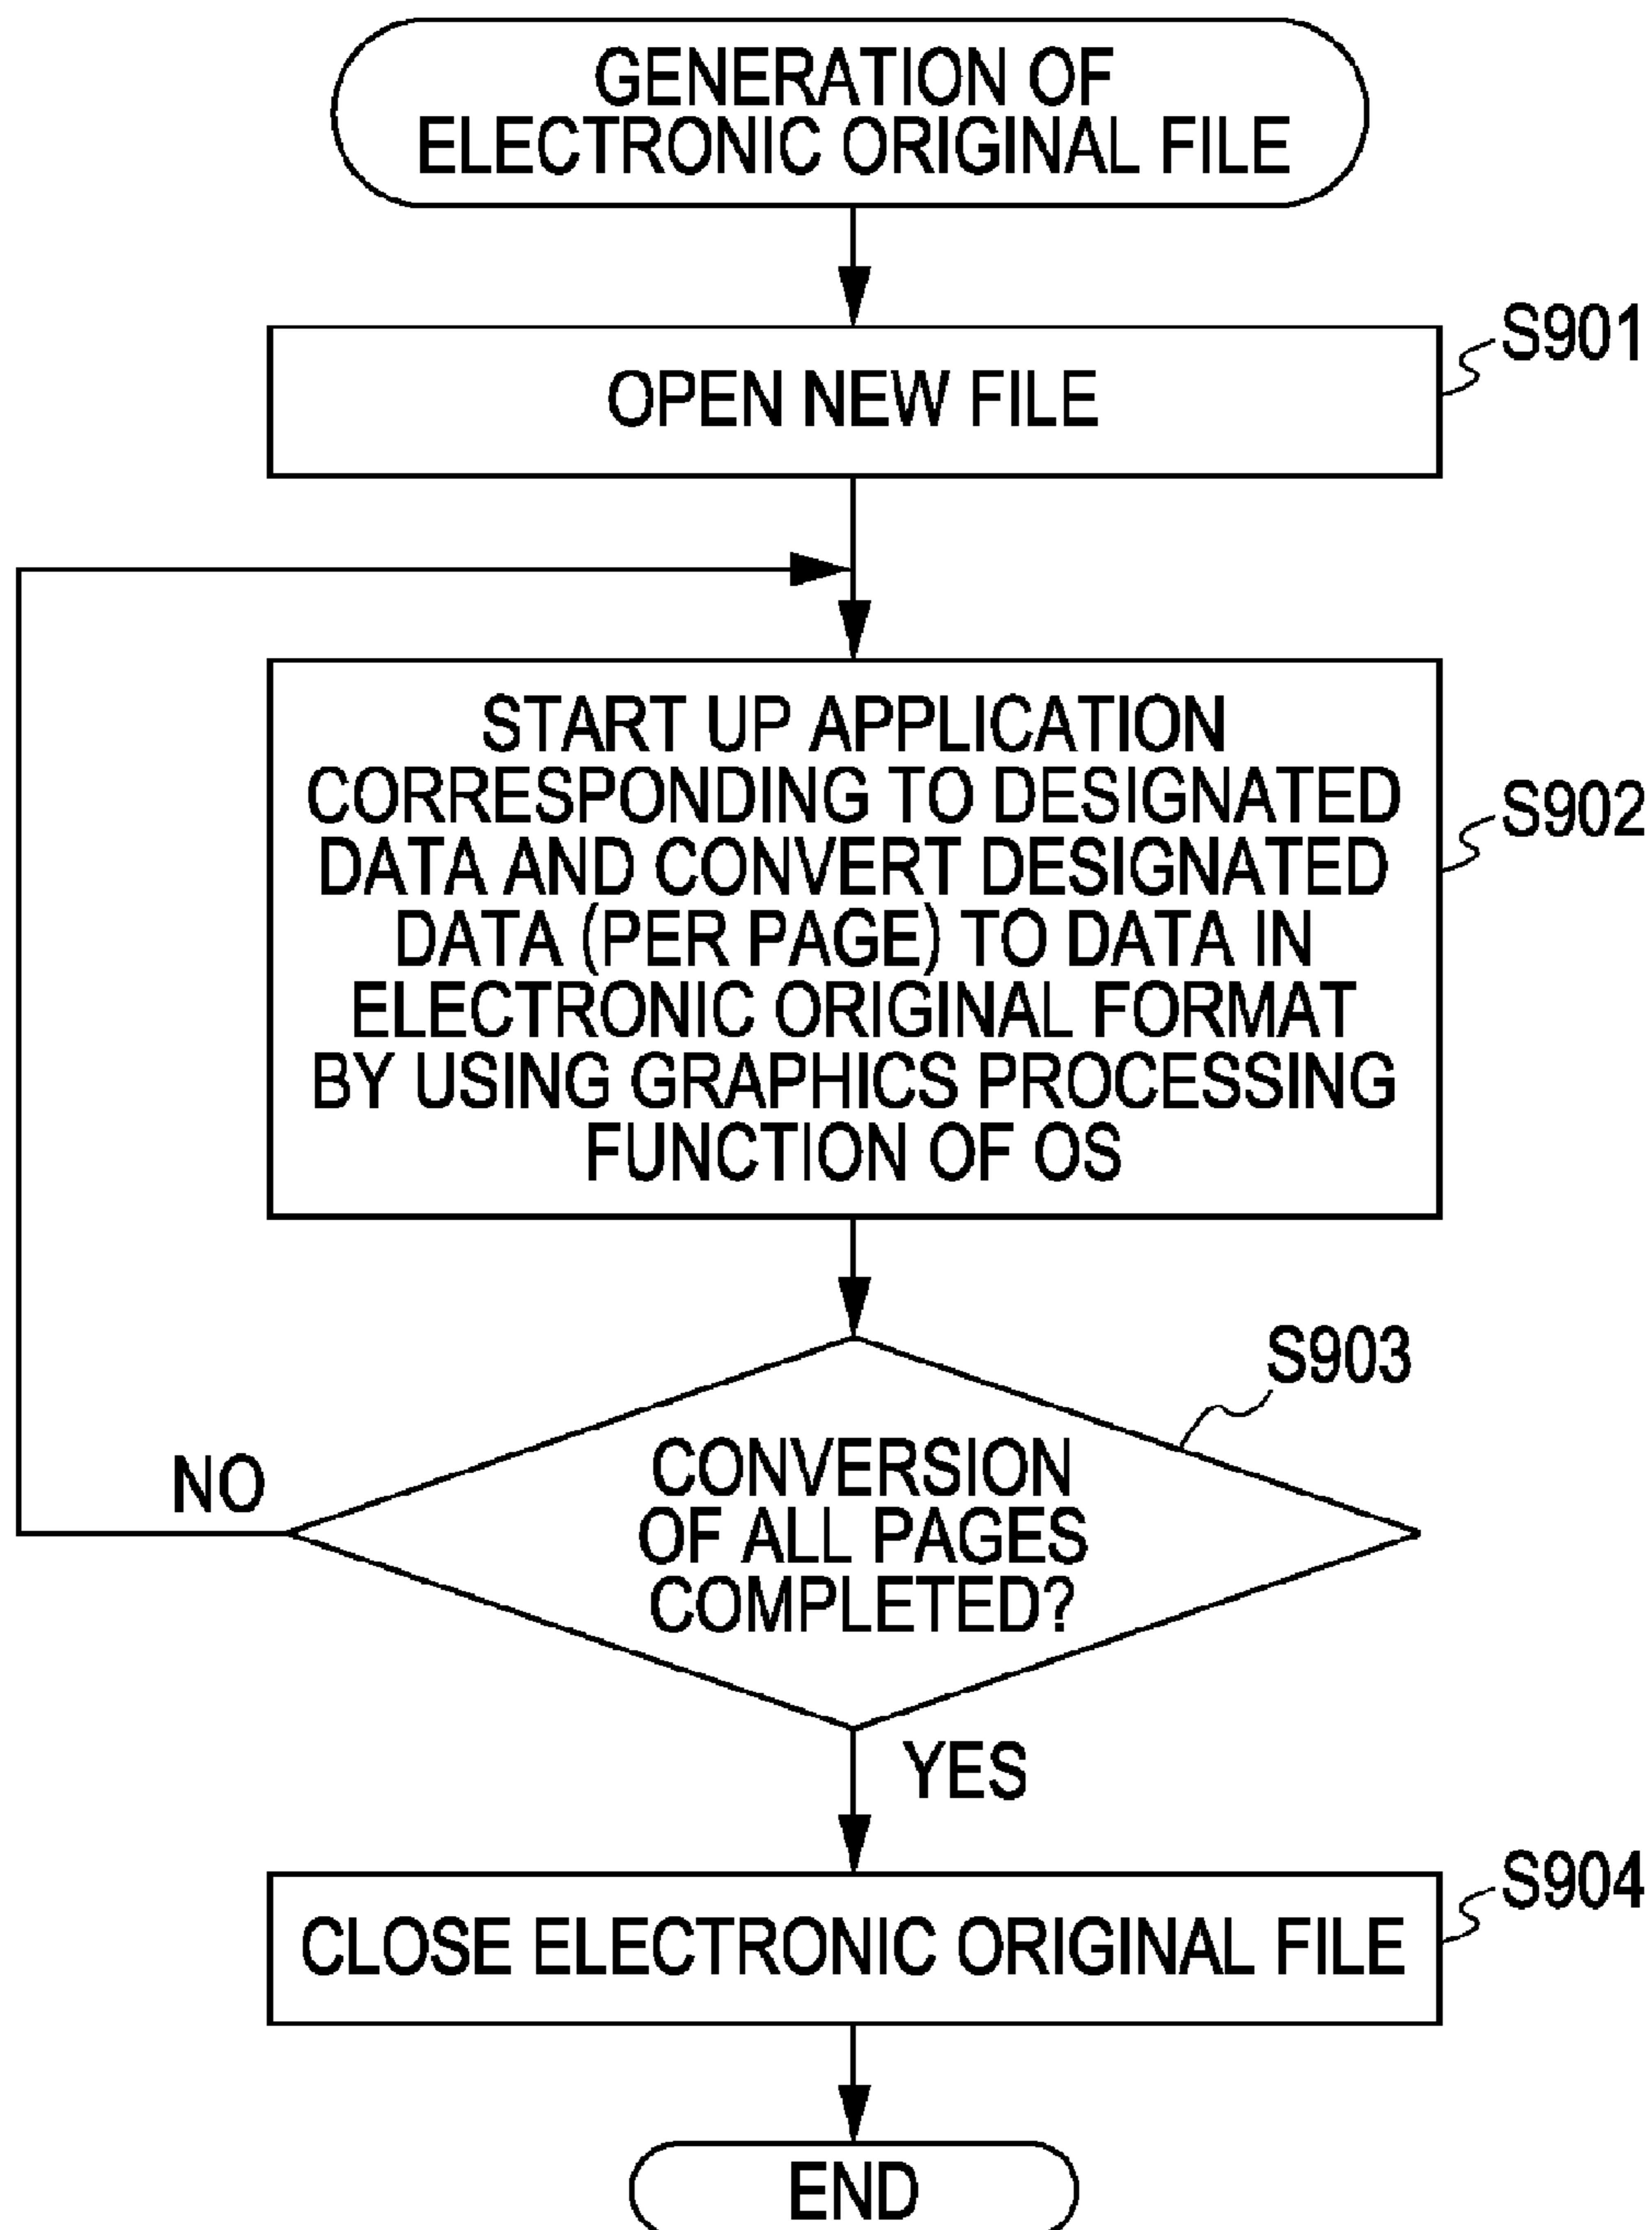 GENERATION OF
ELECTRONIC ORIGINAL FILE
S901
OPEN NEW FILE
START UP APPLICATION
CORRESPONDING TO DESIGNATED
S902
DATA AND CONVERT DESIGNATED
DATA (PER PAGE) TO DATA IN
ELECTRONIC ORIGINAL FORMAT
BY USING GRAPHICS PROCESSING
FUNCTION OF OS
S903
CONVERSION
OF ALL PAGES
COMPLETED?
NO
YES
S904
CLOSE ELECTRONIC ORIGINAL FILE
END